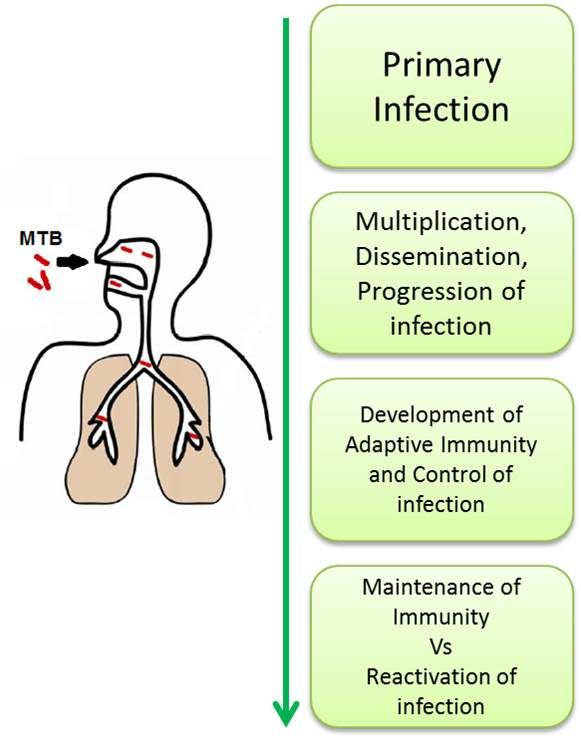 Primary
Infection
MTB
Multiplication,
Dissemination,
Progression of
infection
Development of
Adaptive Immunity
and Control of
infection
Maintenance of
Immunity
Vs
Reactivation of
infection